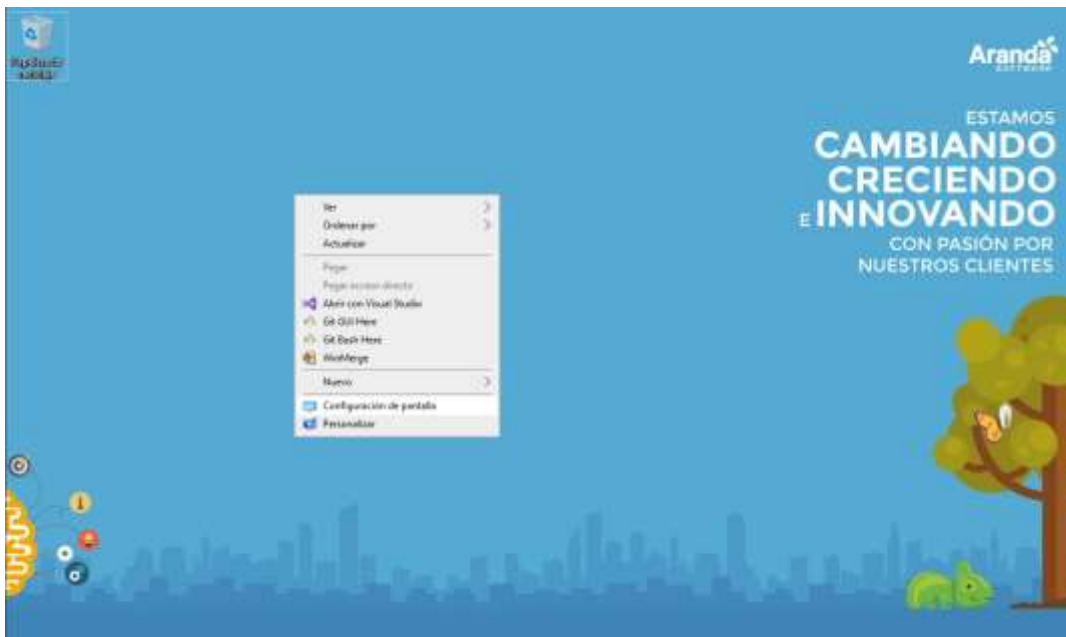 Aranda
SOFTWARE
ESTAMOS
CAMBIANDO
CRECIENDO
E INNOVANDO
CON PASIÓN POR
NUESTROS CLIENTES
Ver
Ordenar por
Actualizar
Pegar
Pegar acceso directo
Abrir con Visual Studio
Git GUI Here
Git Bash Here
WinMerge
Nuevo
Configuración de pantalla
Personalizar